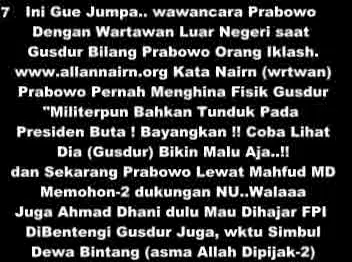 7 Ini Gue Jumpa.. wawancara Prabowo
Dengan Wartawan Luar Negeri saat
Gusdur Bilang Prabowo Orang Iklash.
www.allannairn.org Kata Nairn (wrtwan)
Prabowo Pernah Menghina Fisik Gusdur
"Militerpun Bahkan Tunduk Pada
Presiden Buta ! Bayangkan !! Coba Lihat
Dia (Gusdur) Bikin Malu Aja..!!
dan Sekarang Prabowo Lewat Mahfud MD
Memohon-2 dukungan NU..Walaaa
Juga Ahmad Dhani dulu Mau Dihajar FPI
DiBentengi Gusdur Juga, wktu Simbul
Dewa Bintang (asma Allah Dipijak-2)